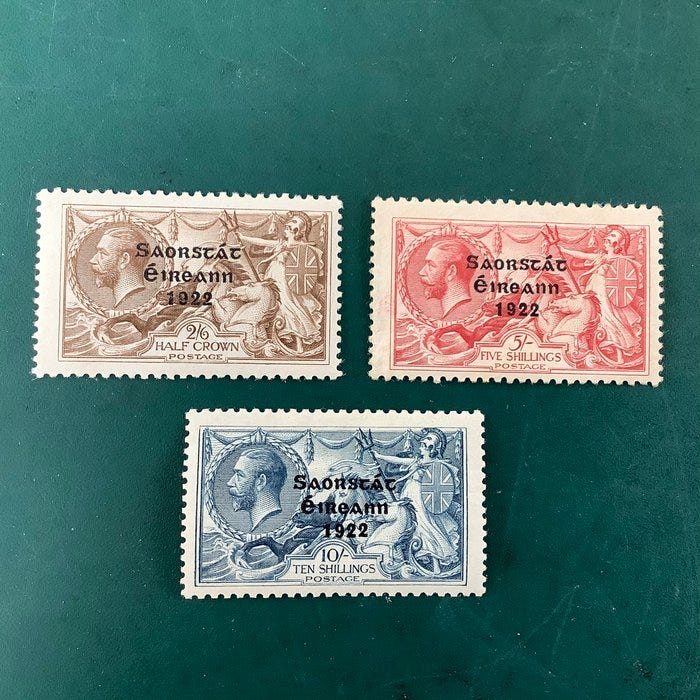 Saorstát
Éireann
1922
2/6
HALF CROWN
POSTAGE
Saorstát
Éireann
1922
5/-
FIVE SHILLINGS
POSTAGE
Saorstát
Éireann
1922
10/-
TEN SHILLINGS
POSTAGE